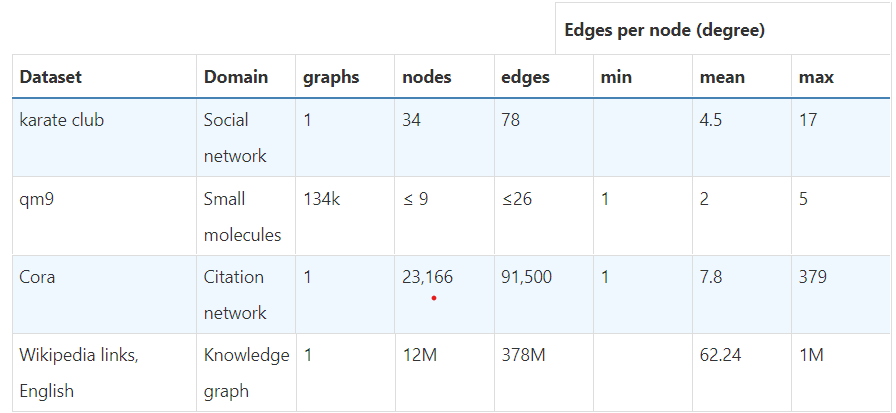 Edges per node (degree)
Dataset Domain graphs nodes edges min mean max
karate club Social network 1 34 78 4.5 17
qm9 Small molecules 134k ≤ 9 ≤26 1 2 5
Cora Citation network 1 23,166 91,500 1 7.8 379
Wikipedia links, English Knowledge graph 1 12M 378M 62.24 1M